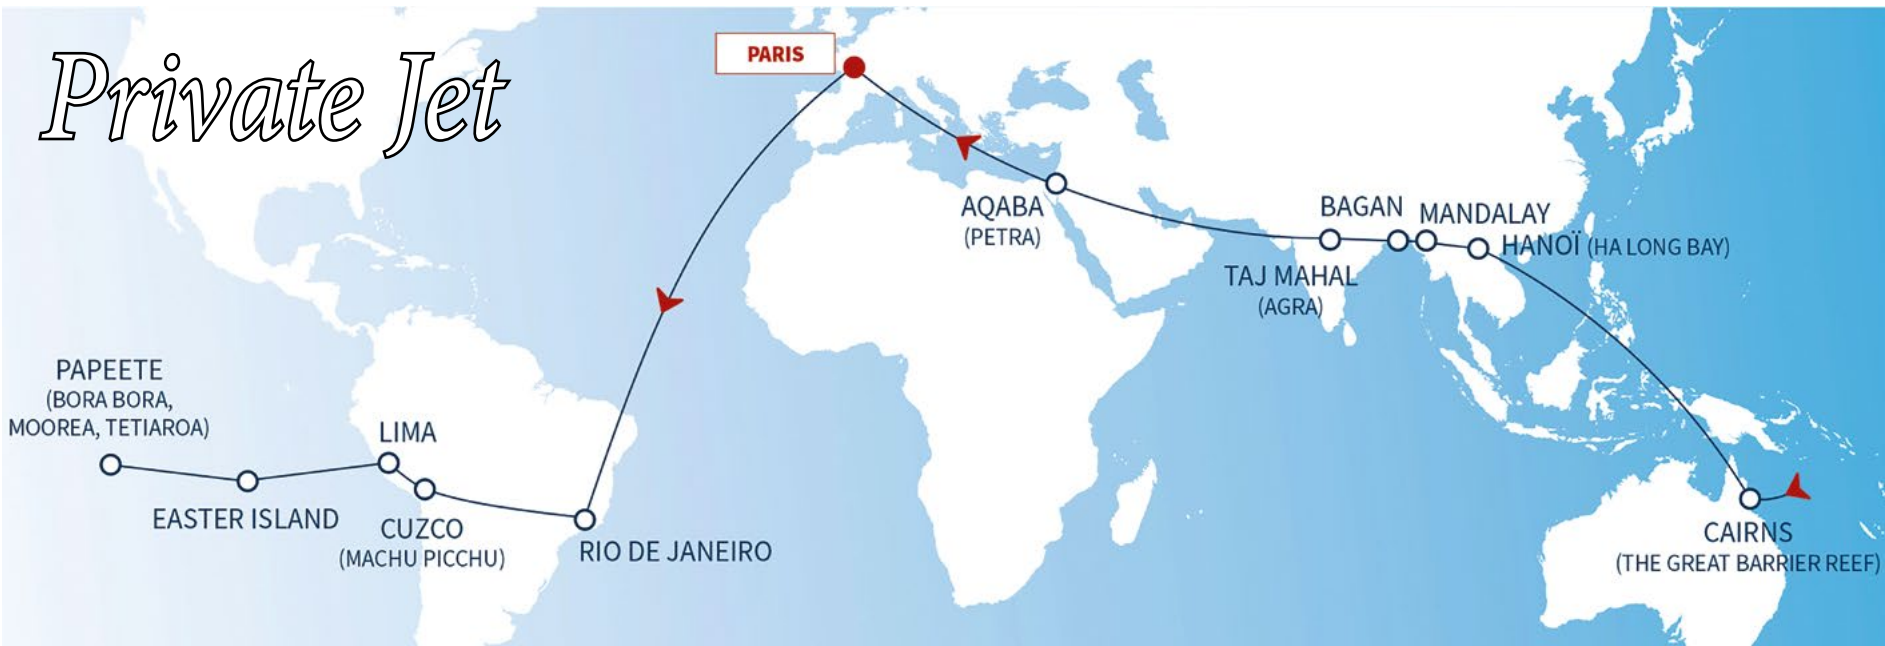 Private Jet
PARIS
AQABA
(PETRA)
BAGAN
MANDALAY
HANOÏ (HA LONG BAY)
TAJ MAHAL
(AGRA)
PAPEETE
(BORA BORA,
MOOREA, TETIAROA)
LIMA
EASTER ISLAND
CUZCO
(MACHU PICCHU)
RIO DE JANEIRO
CAIRNS
(THE GREAT BARRIER REEF)